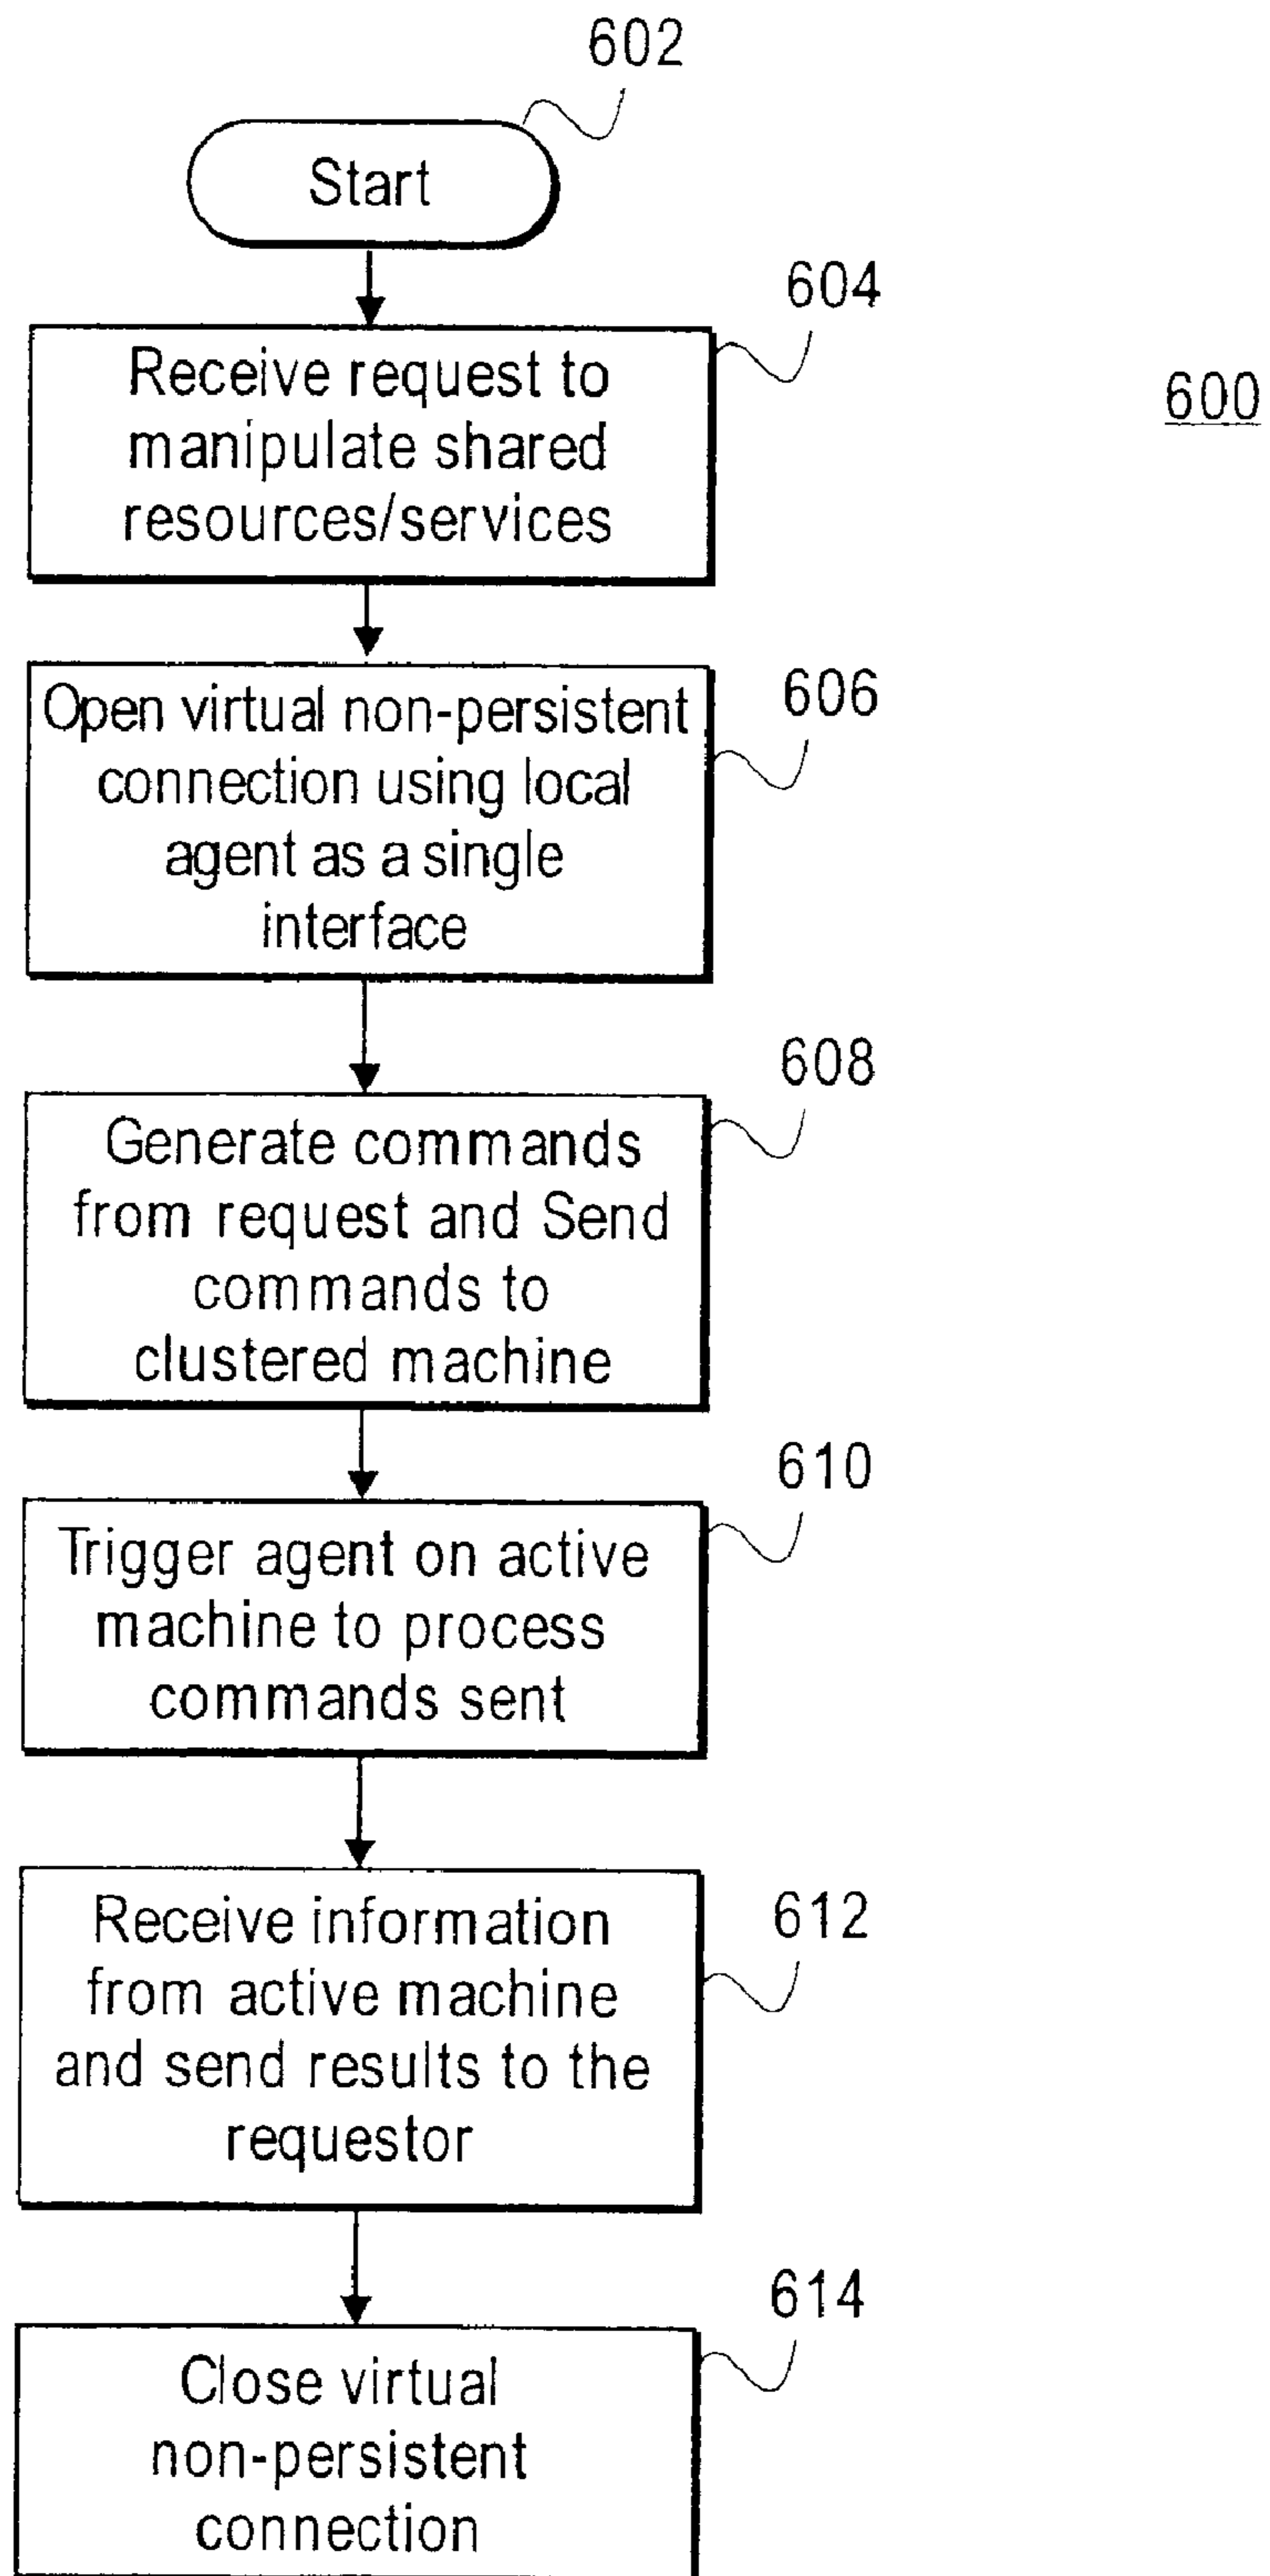 602
Start
604
Receive request to
manipulate shared
resources/services
600
606
Open virtual non-persistent
connection using local
agent as a single
interface
608
Generate commands
from request and Send
commands to
clustered machine
610
Trigger agent on active
machine to process
commands sent
612
Receive information
from active machine
and send results to the
requestor
614
Close virtual
non-persistent
connection